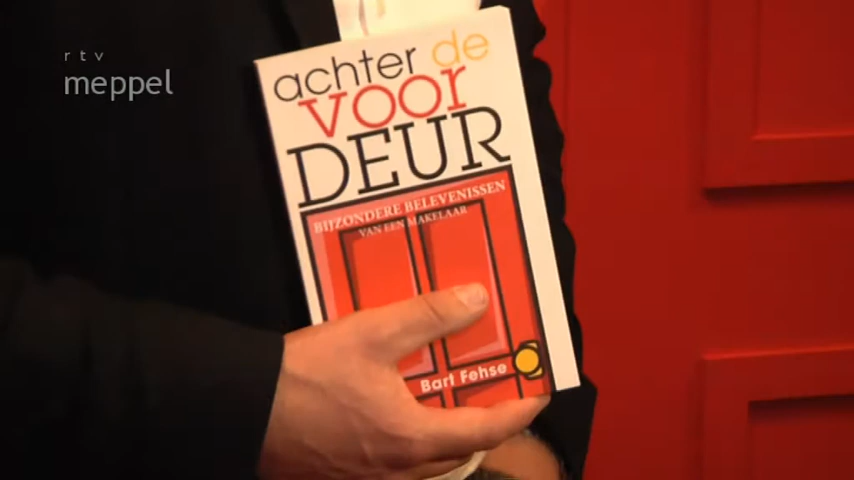 rtv
meppel
achter de
voor
DEUR
BIJZONDERE BELEVENISSEN
VAN EEN MAKELAAR
Bart Fehse